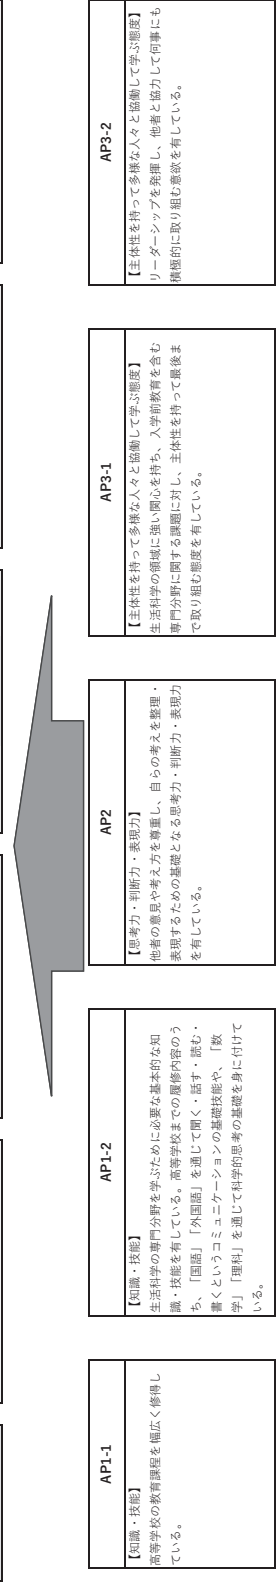 AP1-1
【知識・技能】
高等学校の教育課程を幅広く修得し
ている。
AP1-2
【知識・技能】
生活科学の専門分野を学ぶために必要な基本的な知
識・技能を有している。高等学校までの履修内容のう
ち、「国語」「外国語」を通じて聞く・話す・読む・
書くというコミュニケーションの基礎技能や、「数
学」「理科」を通じて科学的思考の基礎を身に付けて
いる。
AP2
【思考力・判断力・表現力】
他者の意見や考え方を尊重し、自らの考えを整理・
表現するための基礎となる思考力・判断力・表現力
を有している。
AP3-1
【主体性を持って多様な人々と協働して学ぶ態度】
生活科学の領域に強い関心を持ち、入学前教育を含む
専門分野に関する課題に対し、主体性を持って最後ま
で取り組む態度を有している。
AP3-2
【主体性を持って多様な人々と協働して学ぶ態度】
リーダーシップを発揮し、他者と協力して何事にも
積極的に取り組む意欲を有している。